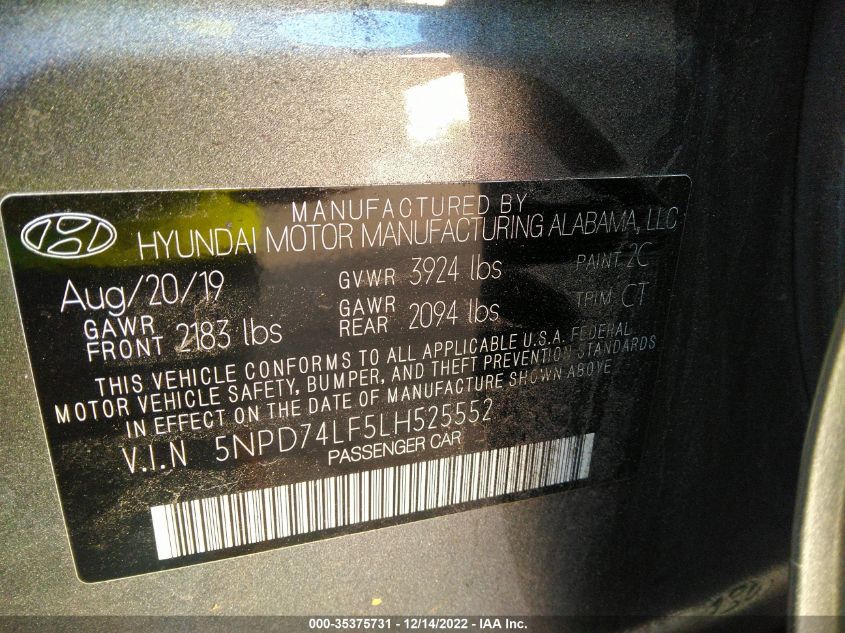 MANUFACTURED BY
HYUNDAI MOTOR MANUFACTURING ALABAMA, LLC
Aug/20/19 GVWR 3924 lbs PAINT 2C
GAWR FRONT 2183 lbs GAWR REAR 2094 lbs TRIM CT
THIS VEHICLE CONFORMS TO ALL APPLICABLE U.S.A. FEDERAL
MOTOR VEHICLE SAFETY, BUMPER, AND THEFT PREVENTION STANDARDS
IN EFFECT ON THE DATE OF MANUFACTURE SHOWN ABOVE
V.I.N 5NPD74LF5LH525552
PASSENGER CAR
000-35375731 - 12/14/2022 - IAA Inc.